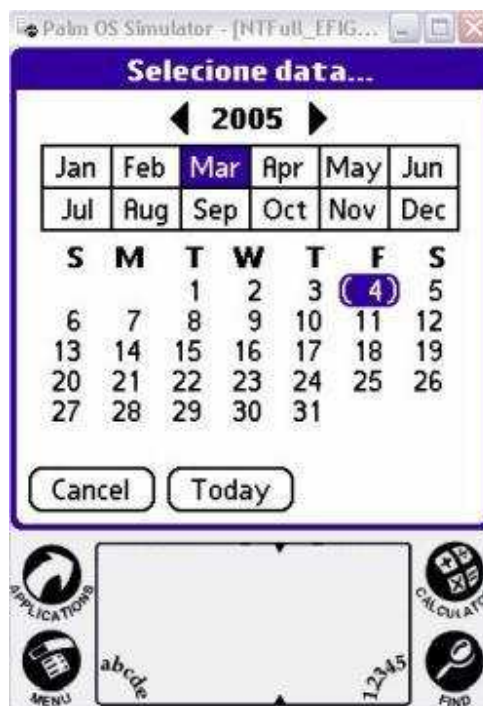 Palm OS Simulator - [NTFull_EFIG...
Selecione data...
2005
Jan Feb Mar Apr May Jun
Jul Aug Sep Oct Nov Dec
S M T W T F S
1 2 3 4 5
6 7 8 9 10 11 12
13 14 15 16 17 18 19
20 21 22 23 24 25 26
27 28 29 30 31
Cancel Today
APPLICATIONS
CALCULATOR
MENU
abcde
12345
FIND